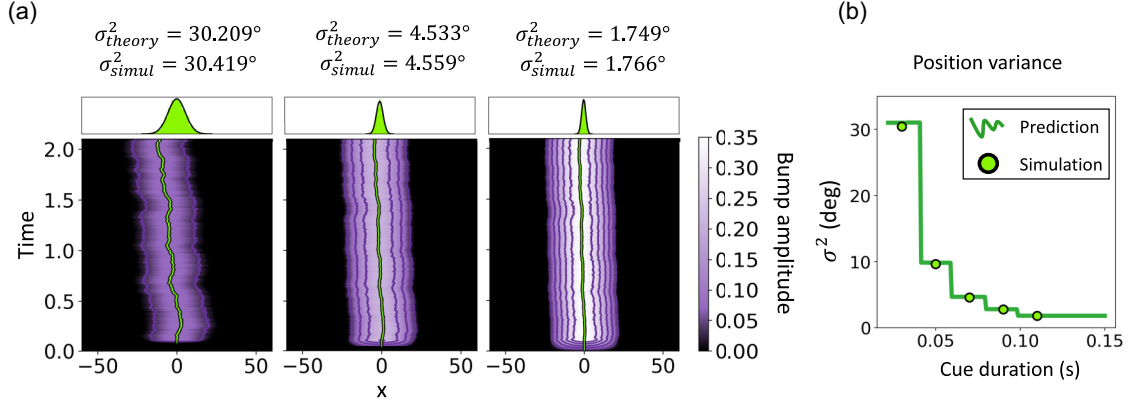 (a)
σ²theory = 30.209° σ²theory = 4.533° σ²theory = 1.749°
σ²simul = 30.419° σ²simul = 4.559° σ²simul = 1.766°
Time
2.0
1.5
1.0
0.5
0.0
−50 0 50 −50 0 50 −50 0 50
x
0.35
0.30
0.25
0.20
0.15
0.10
0.05
0.00
Bump amplitude
(b)
Position variance
σ² (deg)
30
20
10
0
Prediction
Simulation
0.05 0.10 0.15
Cue duration (s)